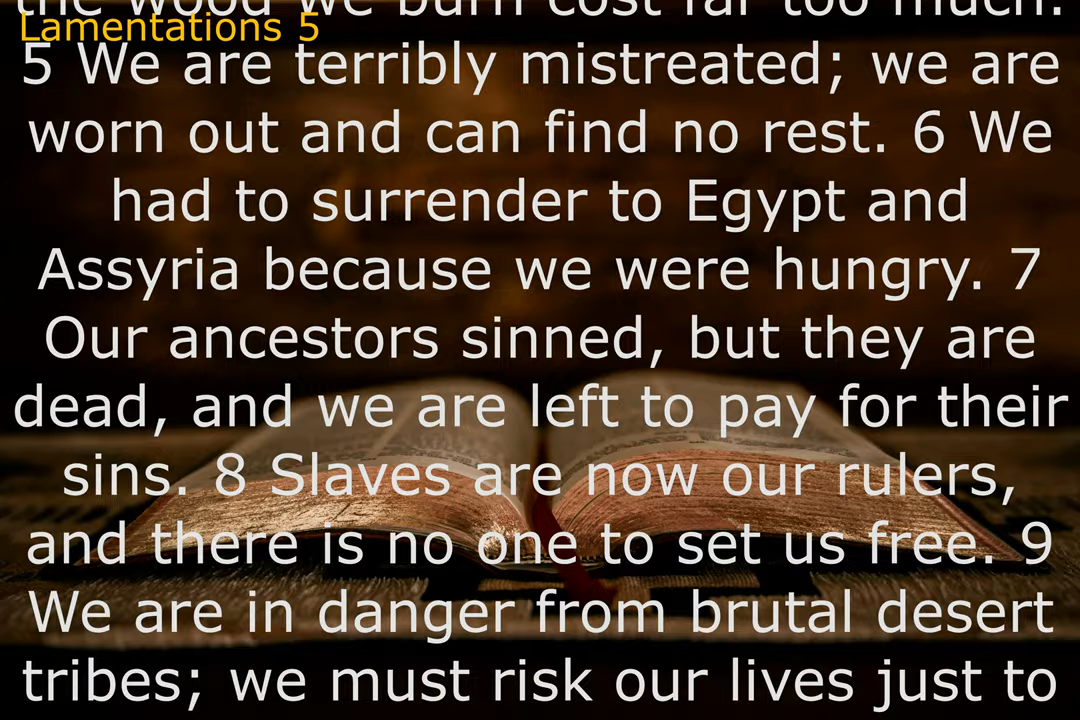 the wood we burn cost far too much.
Lamentations 5
5 We are terribly mistreated; we are
worn out and can find no rest. 6 We
had to surrender to Egypt and
Assyria because we were hungry. 7
Our ancestors sinned, but they are
dead, and we are left to pay for their
sins. 8 Slaves are now our rulers,
and there is no one to set us free. 9
We are in danger from brutal desert
tribes; we must risk our lives just to